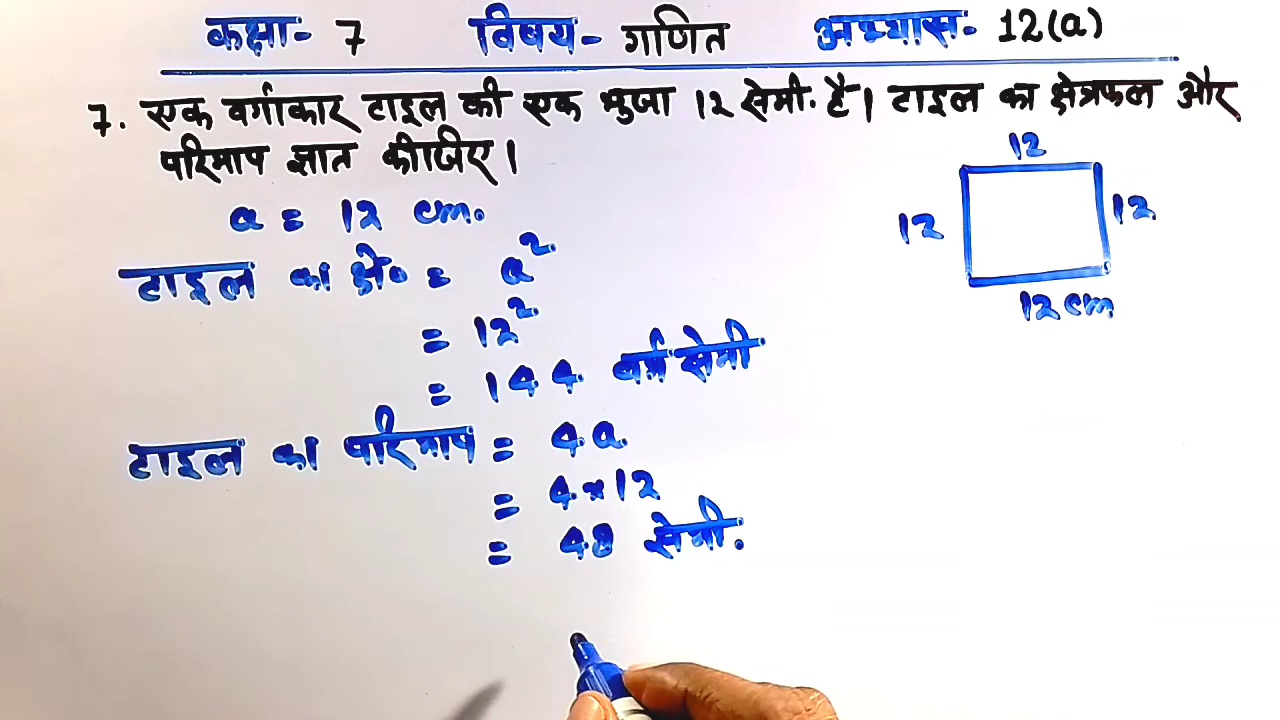 कक्षा- 7 विषय- गणित अभ्यास- 12(a)
7. एक वर्गाकार टाइल की एक भुजा 12 सेमी. है। टाइल का क्षेत्रफल और
परिमाप ज्ञात कीजिए।
12
12
12
12 cm
a = 12 cm.
टाइल का क्षे० = a²
= 12²
= 144 वर्ग सेमी
टाइल का परिमाप = 4a
= 4×12
= 48 सेमी.